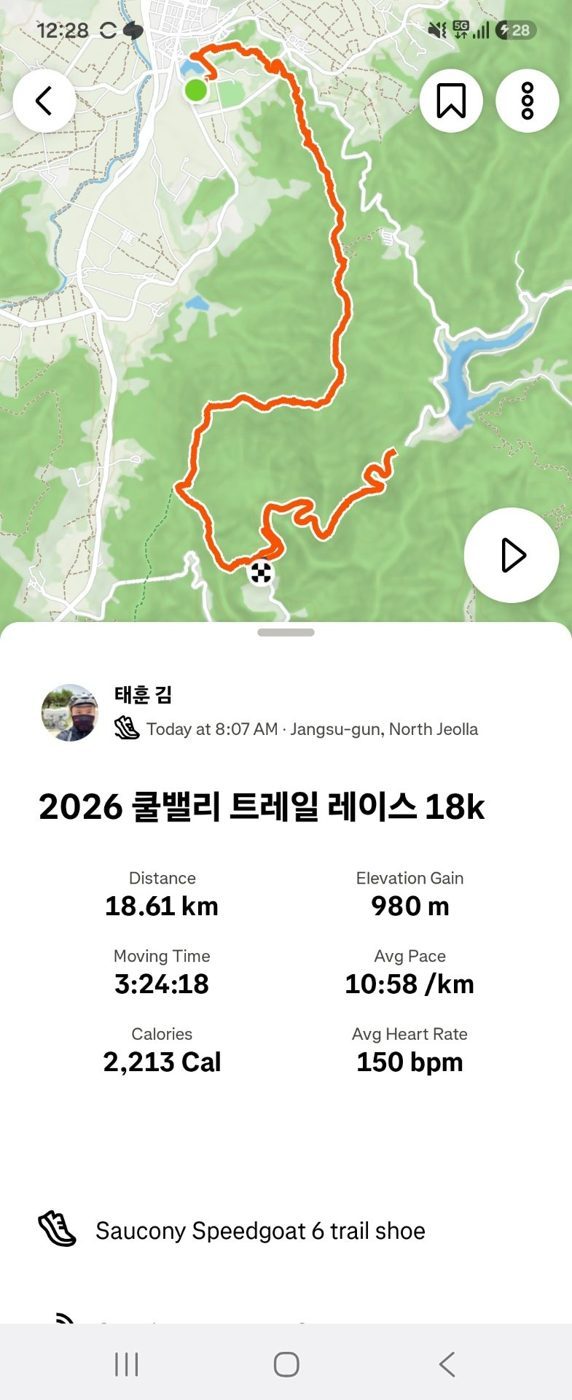 12:28
5G
28
태훈 김
Today at 8:07 AM · Jangsu-gun, North Jeolla
2026 쿨밸리 트레일 레이스 18k
Distance
Elevation Gain
18.61 km
980 m
Moving Time
Avg Pace
3:24:18
10:58 /km
Calories
Avg Heart Rate
2,213 Cal
150 bpm
Saucony Speedgoat 6 trail shoe